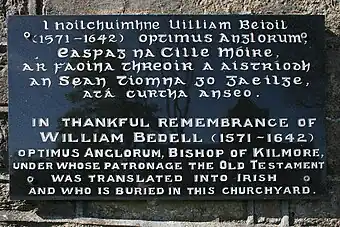 I nDilchuimhne Uilliam Beidil
(1571-1642) Optimus Anglorum,
Easpag na Cille Móire,
ar faoina threoir a aistríodh
an Sean Tiomna go Gaeilge,
atá curtha anseo.
IN THANKFUL REMEMBRANCE OF
WILLIAM BEDELL (1571-1642)
OPTIMUS ANGLORUM, BISHOP OF KILMORE,
UNDER WHOSE PATRONAGE THE OLD TESTAMENT
WAS TRANSLATED INTO IRISH
AND WHO IS BURIED IN THIS CHURCHYARD.